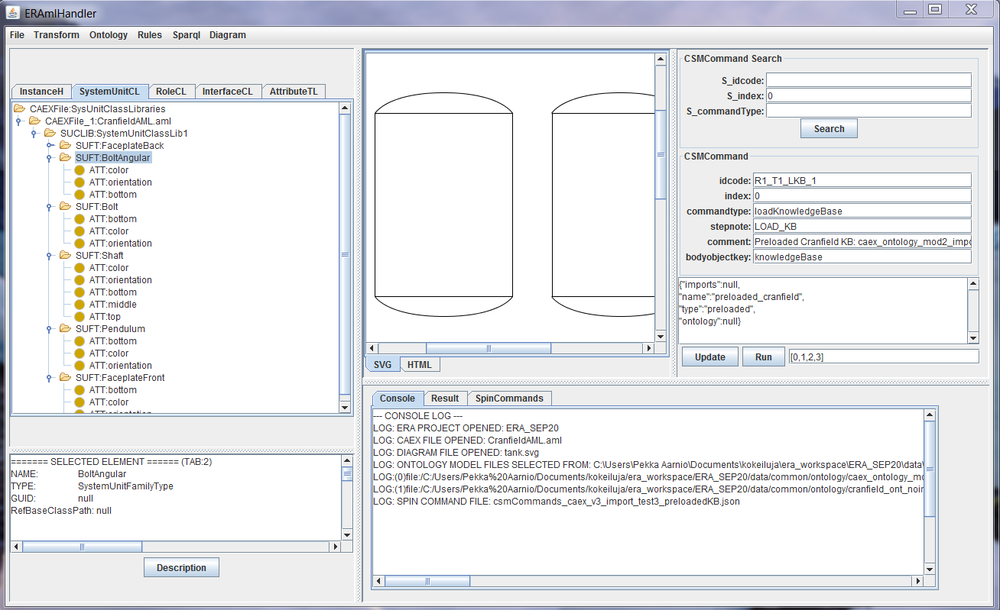 ERAmlHandler
File Transform Ontology Rules Sparql Diagram
InstanceH SystemUnitCL RoleCL InterfaceCL AttributeTL
CAEXFile:SysUnitClassLibraries
CAEXFile_1:CranfieldAML.aml
SUCLIB:SystemUnitClassLib1
SUFT:FaceplateBack
SUFT:BoltAngular
ATT:color
ATT:orientation
ATT:bottom
SUFT:Bolt
ATT:bottom
ATT:color
ATT:orientation
SUFT:Shaft
ATT:color
ATT:orientation
ATT:bottom
ATT:middle
ATT:top
SUFT:Pendulum
ATT:bottom
ATT:color
ATT:orientation
SUFT:FaceplateFront
ATT:bottom
ATT:color
ATT:orientation
======= SELECTED ELEMENT ====== (TAB:2)
NAME: BoltAngular
TYPE: SystemUnitFamilyType
GUID: null
RefBaseClassPath: null
Description
SVG HTML
CSMCommand Search
S_idcode:
S_index: 0
S_commandType:
Search
CSMCommand
idcode: R1_T1_LKB_1
index: 0
commandtype: loadKnowledgeBase
stepnote: LOAD_KB
comment: Preloaded Cranfield KB: caex_ontology_mod2_impo
bodyobjectkey: knowledgeBase
{"imports":null,
"name":"preloaded_cranfield",
"type":"preloaded",
"ontology":null}
Update Run [0,1,2,3]
Console Result SpinCommands
--- CONSOLE LOG ---
LOG: ERA PROJECT OPENED: ERA_SEP20
LOG: CAEX FILE OPENED: CranfieldAML.aml
LOG: DIAGRAM FILE OPENED: tank.svg
LOG: ONTOLOGY MODEL FILES SELECTED FROM: C:\Users\Pekka Aarnio\Documents\kokeiluja\era_workspace\ERA_SEP20\data\
LOG:(0)file:/C:/Users/Pekka%20Aarnio/Documents/kokeiluja/era_workspace/ERA_SEP20/data/common/ontology/caex_ontology_mo
LOG:(1)file:/C:/Users/Pekka%20Aarnio/Documents/kokeiluja/era_workspace/ERA_SEP20/data/common/ontology/cranfield_ont_noim
LOG: SPIN COMMAND FILE: csmCommands_caex_v3_import_test3_preloadedKB.json